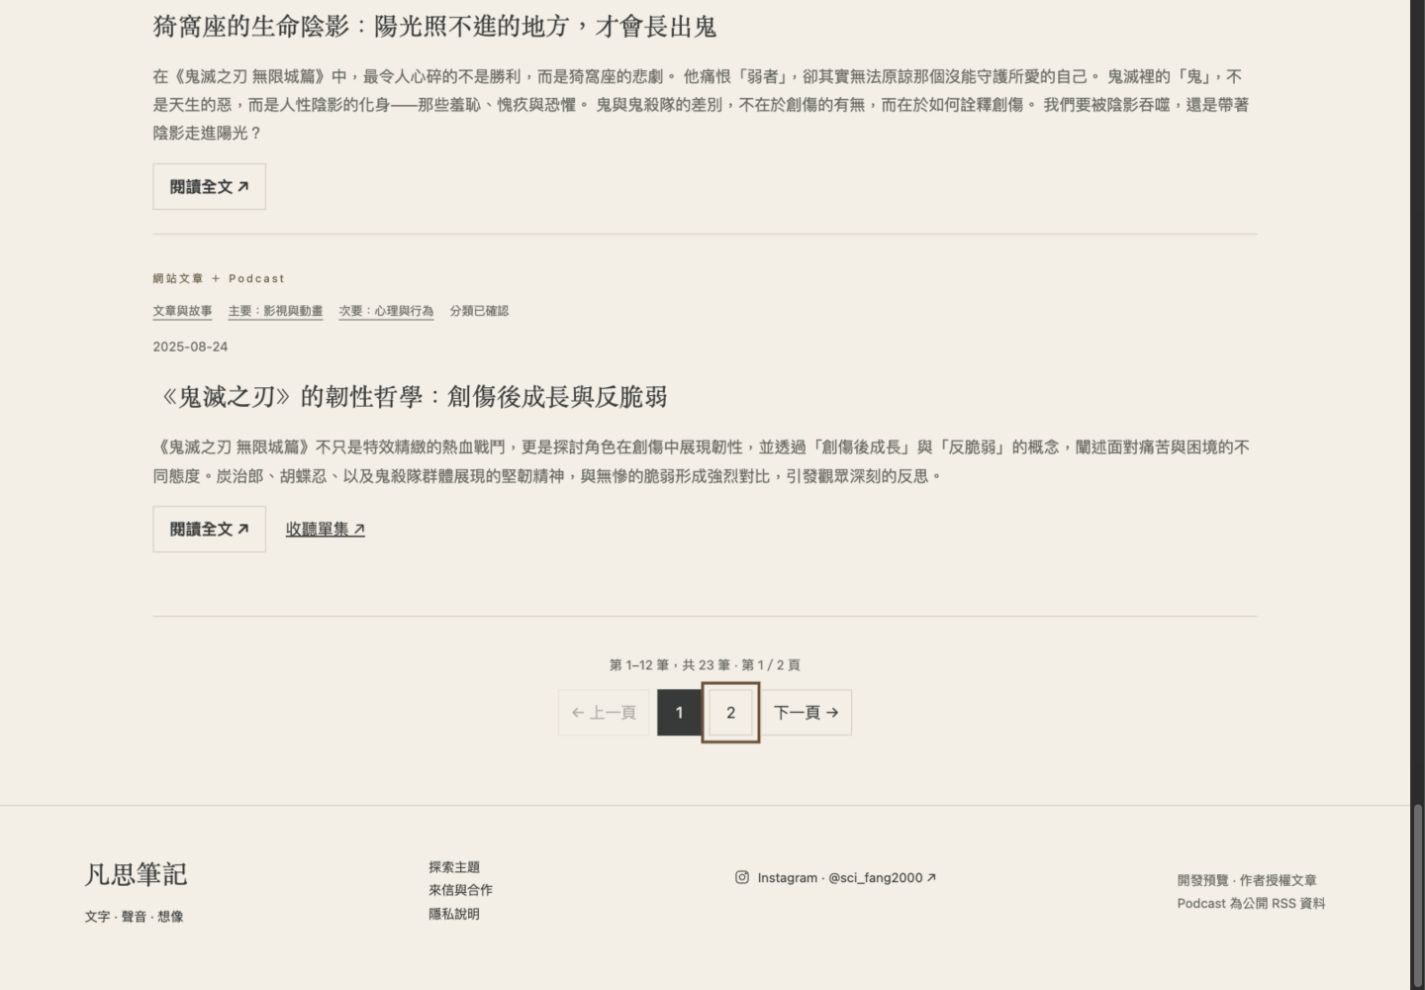 猗窩座的生命陰影：陽光照不進的地方，才會長出鬼
在《鬼滅之刃 無限城篇》中，最令人心碎的不是勝利，而是猗窩座的悲劇。 他痛恨「弱者」，卻其實無法原諒那個沒能守護所愛的自己。 鬼滅裡的「鬼」，不
是天生的惡，而是人性陰影的化身——那些羞恥、愧疚與恐懼。 鬼與鬼殺隊的差別，不在於創傷的有無，而在於如何詮釋創傷。 我們要被陰影吞噬，還是帶著
陰影走進陽光？
閱讀全文 ↗
網站文章 ＋ Podcast
文章與故事 主要：影視與動畫 次要：心理與行為 分類已確認
2025-08-24
《鬼滅之刃》的韌性哲學：創傷後成長與反脆弱
《鬼滅之刃 無限城篇》不只是特效精緻的熱血戰鬥，更是探討角色在創傷中展現韌性，並透過「創傷後成長」與「反脆弱」的概念，闡述面對痛苦與困境的不
同態度。炭治郎、胡蝶忍、以及鬼殺隊群體展現的堅韌精神，與無慘的脆弱形成強烈對比，引發觀眾深刻的反思。
閱讀全文 ↗ 收聽單集 ↗
第 1–12 筆，共 23 筆 · 第 1 / 2 頁
← 上一頁 1 2 下一頁 →
凡思筆記
文字 · 聲音 · 想像
探索主題
來信與合作
隱私說明
Instagram · @sci_fang2000 ↗
開發預覽 · 作者授權文章
Podcast 為公開 RSS 資料